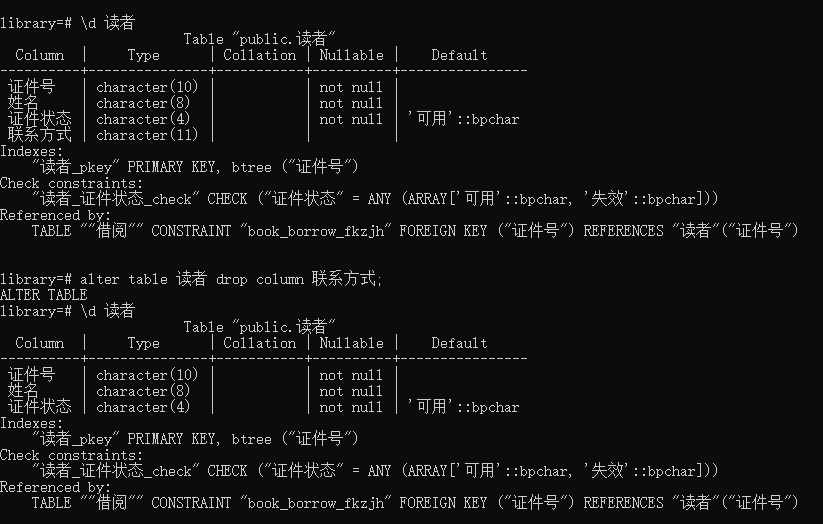 library=# \d 读者
Table "public.读者"
Column | Type | Collation | Nullable | Default
----------+---------------+-----------+----------+----------------
证件号 | character(10) | | not null |
姓名 | character(8) | | not null |
证件状态 | character(4) | | not null | '可用'::bpchar
联系方式 | character(11) | | |
Indexes:
"读者_pkey" PRIMARY KEY, btree ("证件号")
Check constraints:
"读者_证件状态_check" CHECK ("证件状态" = ANY (ARRAY['可用'::bpchar, '失效'::bpchar]))
Referenced by:
TABLE ""借阅"" CONSTRAINT "book_borrow_fkzjh" FOREIGN KEY ("证件号") REFERENCES "读者"("证件号")
library=# alter table 读者 drop column 联系方式;
ALTER TABLE
library=# \d 读者
Table "public.读者"
Column | Type | Collation | Nullable | Default
----------+---------------+-----------+----------+----------------
证件号 | character(10) | | not null |
姓名 | character(8) | | not null |
证件状态 | character(4) | | not null | '可用'::bpchar
Indexes:
"读者_pkey" PRIMARY KEY, btree ("证件号")
Check constraints:
"读者_证件状态_check" CHECK ("证件状态" = ANY (ARRAY['可用'::bpchar, '失效'::bpchar]))
Referenced by:
TABLE ""借阅"" CONSTRAINT "book_borrow_fkzjh" FOREIGN KEY ("证件号") REFERENCES "读者"("证件号")